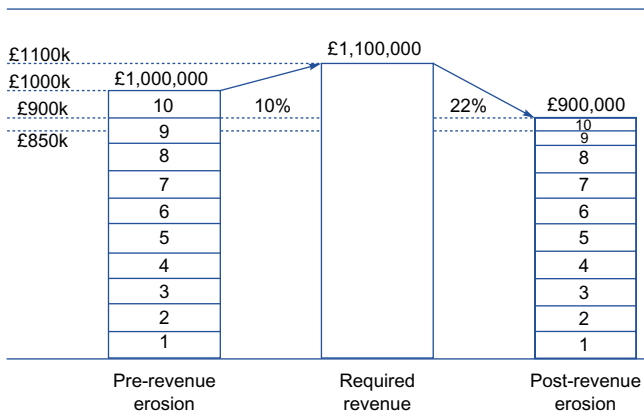 £1100k
£1,100,000
£1000k
£1,000,000
£900k
10
10%
22%
£900,000
£850k
9
8
7
6
5
4
3
2
1
10
9
8
7
6
5
4
3
2
1
Pre-revenue
erosion
Required
revenue
Post-revenue
erosion